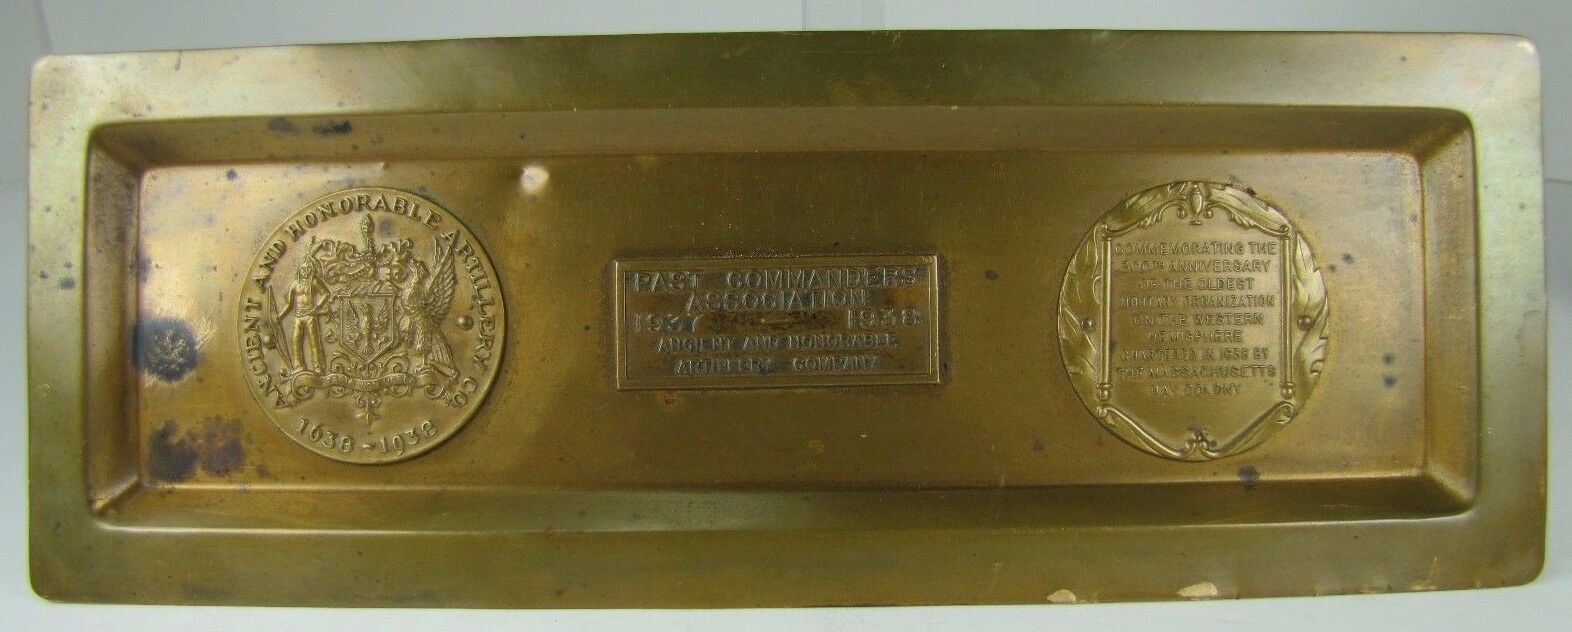 ANCIENT AND HONORABLE ARTILLERY CO.
1638 ~ 1938
PAST COMMANDERS
ASSOCIATION
1937 — 1938
ANCIENT AND HONORABLE
ARTILLERY COMPANY
COMMEMORATING THE
300TH ANNIVERSARY
OF THE OLDEST
MILITARY ORGANIZATION
ON THE WESTERN
HEMISPHERE
CHARTERED IN 1638 BY
THE MASSACHUSETTS
BAY COLONY